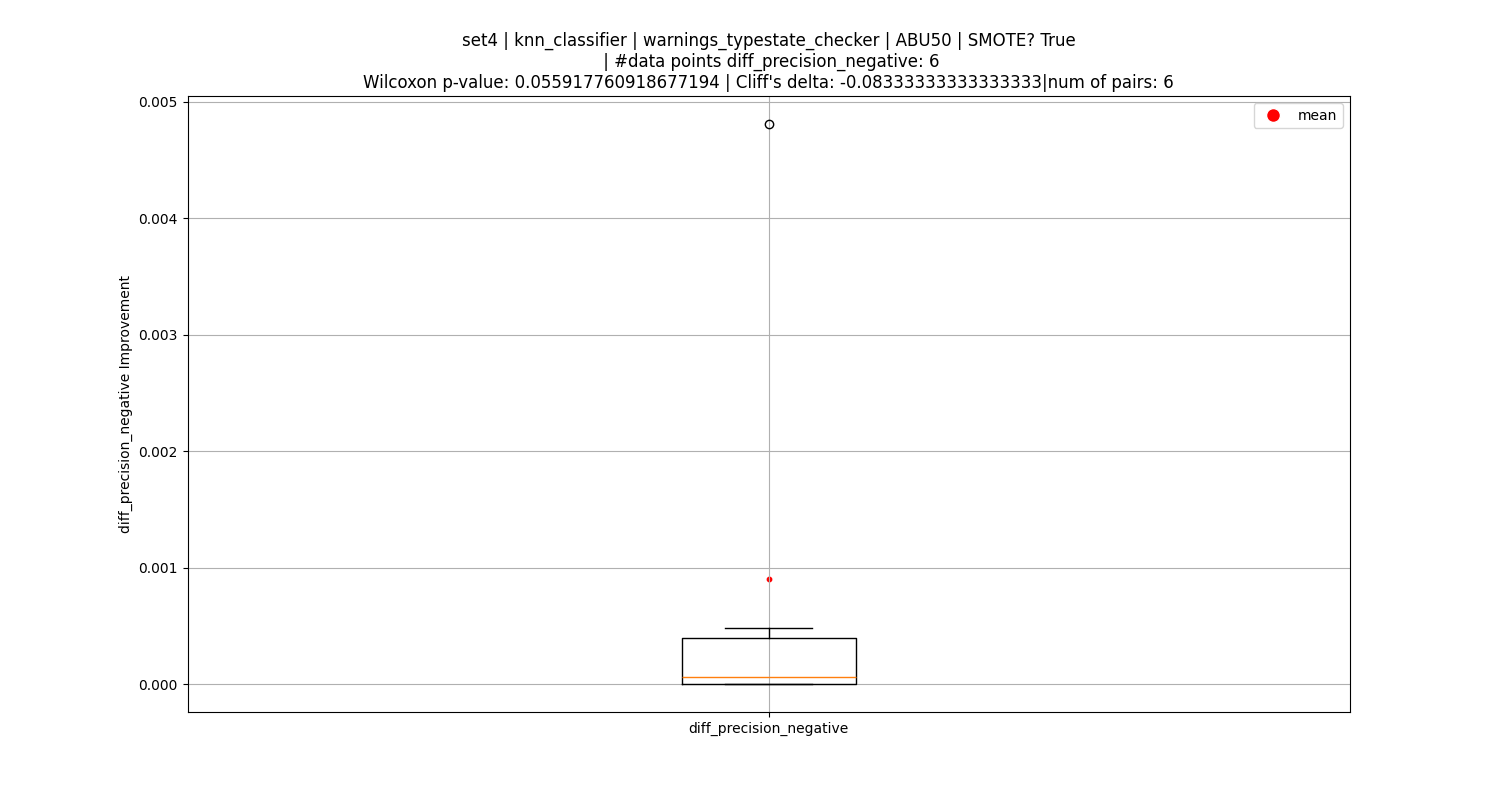 set4 | knn_classifier | warnings_typestate_checker | ABU50 | SMOTE? True
| #data points diff_precision_negative: 6
Wilcoxon p-value: 0.055917760918677194 | Cliff's delta: -0.08333333333333333|num of pairs: 6
mean
0.005
0.004
0.003
0.002
0.001
0.000
diff_precision_negative Improvement
diff_precision_negative